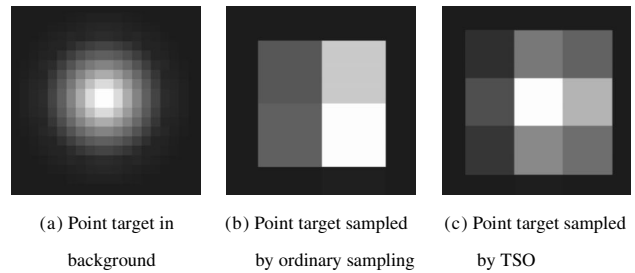 (a) Point target in
background
(b) Point target sampled
by ordinary sampling
(c) Point target sampled
by TSO